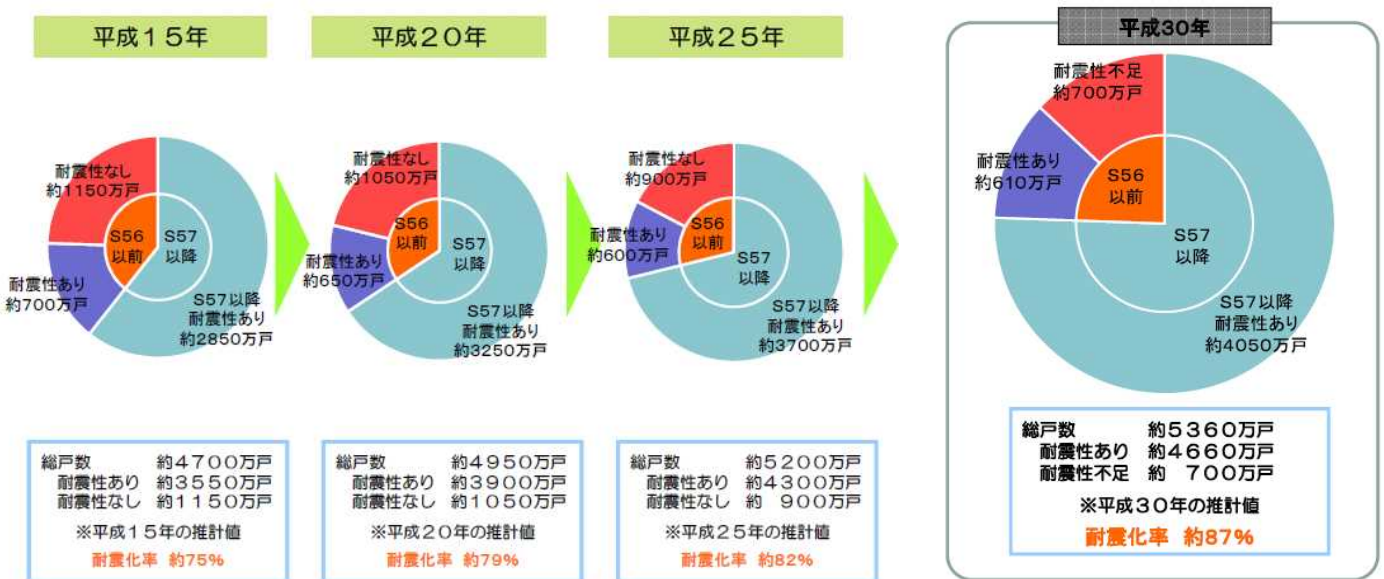 平成１５年
耐震性なし
約1150万戸
S56
以前
S57
以降
耐震性あり
約700万戸
S57以降
耐震性あり
約2850万戸
総戸数　約４７００万戸
耐震性あり　約３５５０万戸
耐震性なし　約１１５０万戸
※平成１５年の推計値
耐震化率 約75%
平成２０年
耐震性なし
約1050万戸
S56
以前
S57
以降
耐震性あり
約650万戸
S57以降
耐震性あり
約3250万戸
総戸数　約４９５０万戸
耐震性あり　約３９００万戸
耐震性なし　約１０５０万戸
※平成２０年の推計値
耐震化率 約79%
平成２５年
耐震性なし
約900万戸
S56
以前
耐震性あり
約600万戸
S57
以降
S57以降
耐震性あり
約3700万戸
総戸数　約５２００万戸
耐震性あり　約４３００万戸
耐震性なし　約　９００万戸
※平成２５年の推計値
耐震化率 約82%
平成30年
耐震性不足
約700万戸
耐震性あり
約610万戸
S56
以前
S57
以降
S57以降
耐震性あり
約4050万戸
総戸数　約５３６０万戸
耐震性あり　約４６６０万戸
耐震性不足　約　７００万戸
※平成３０年の推計値
耐震化率 約87%